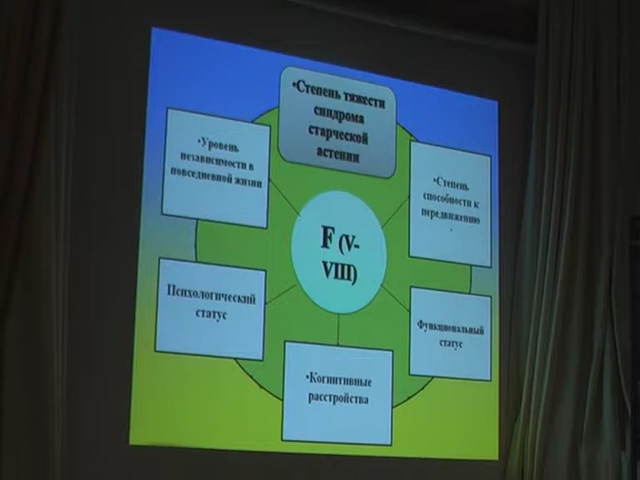 •Степень тяжести
синдрома
старческой
астении
•Уровень
независимости в
повседневной жизни
•Степень
способности к
передвижению
.
F (V-
VIII)
Психологический
статус
Функциональный
статус
•Когнитивные
расстройства